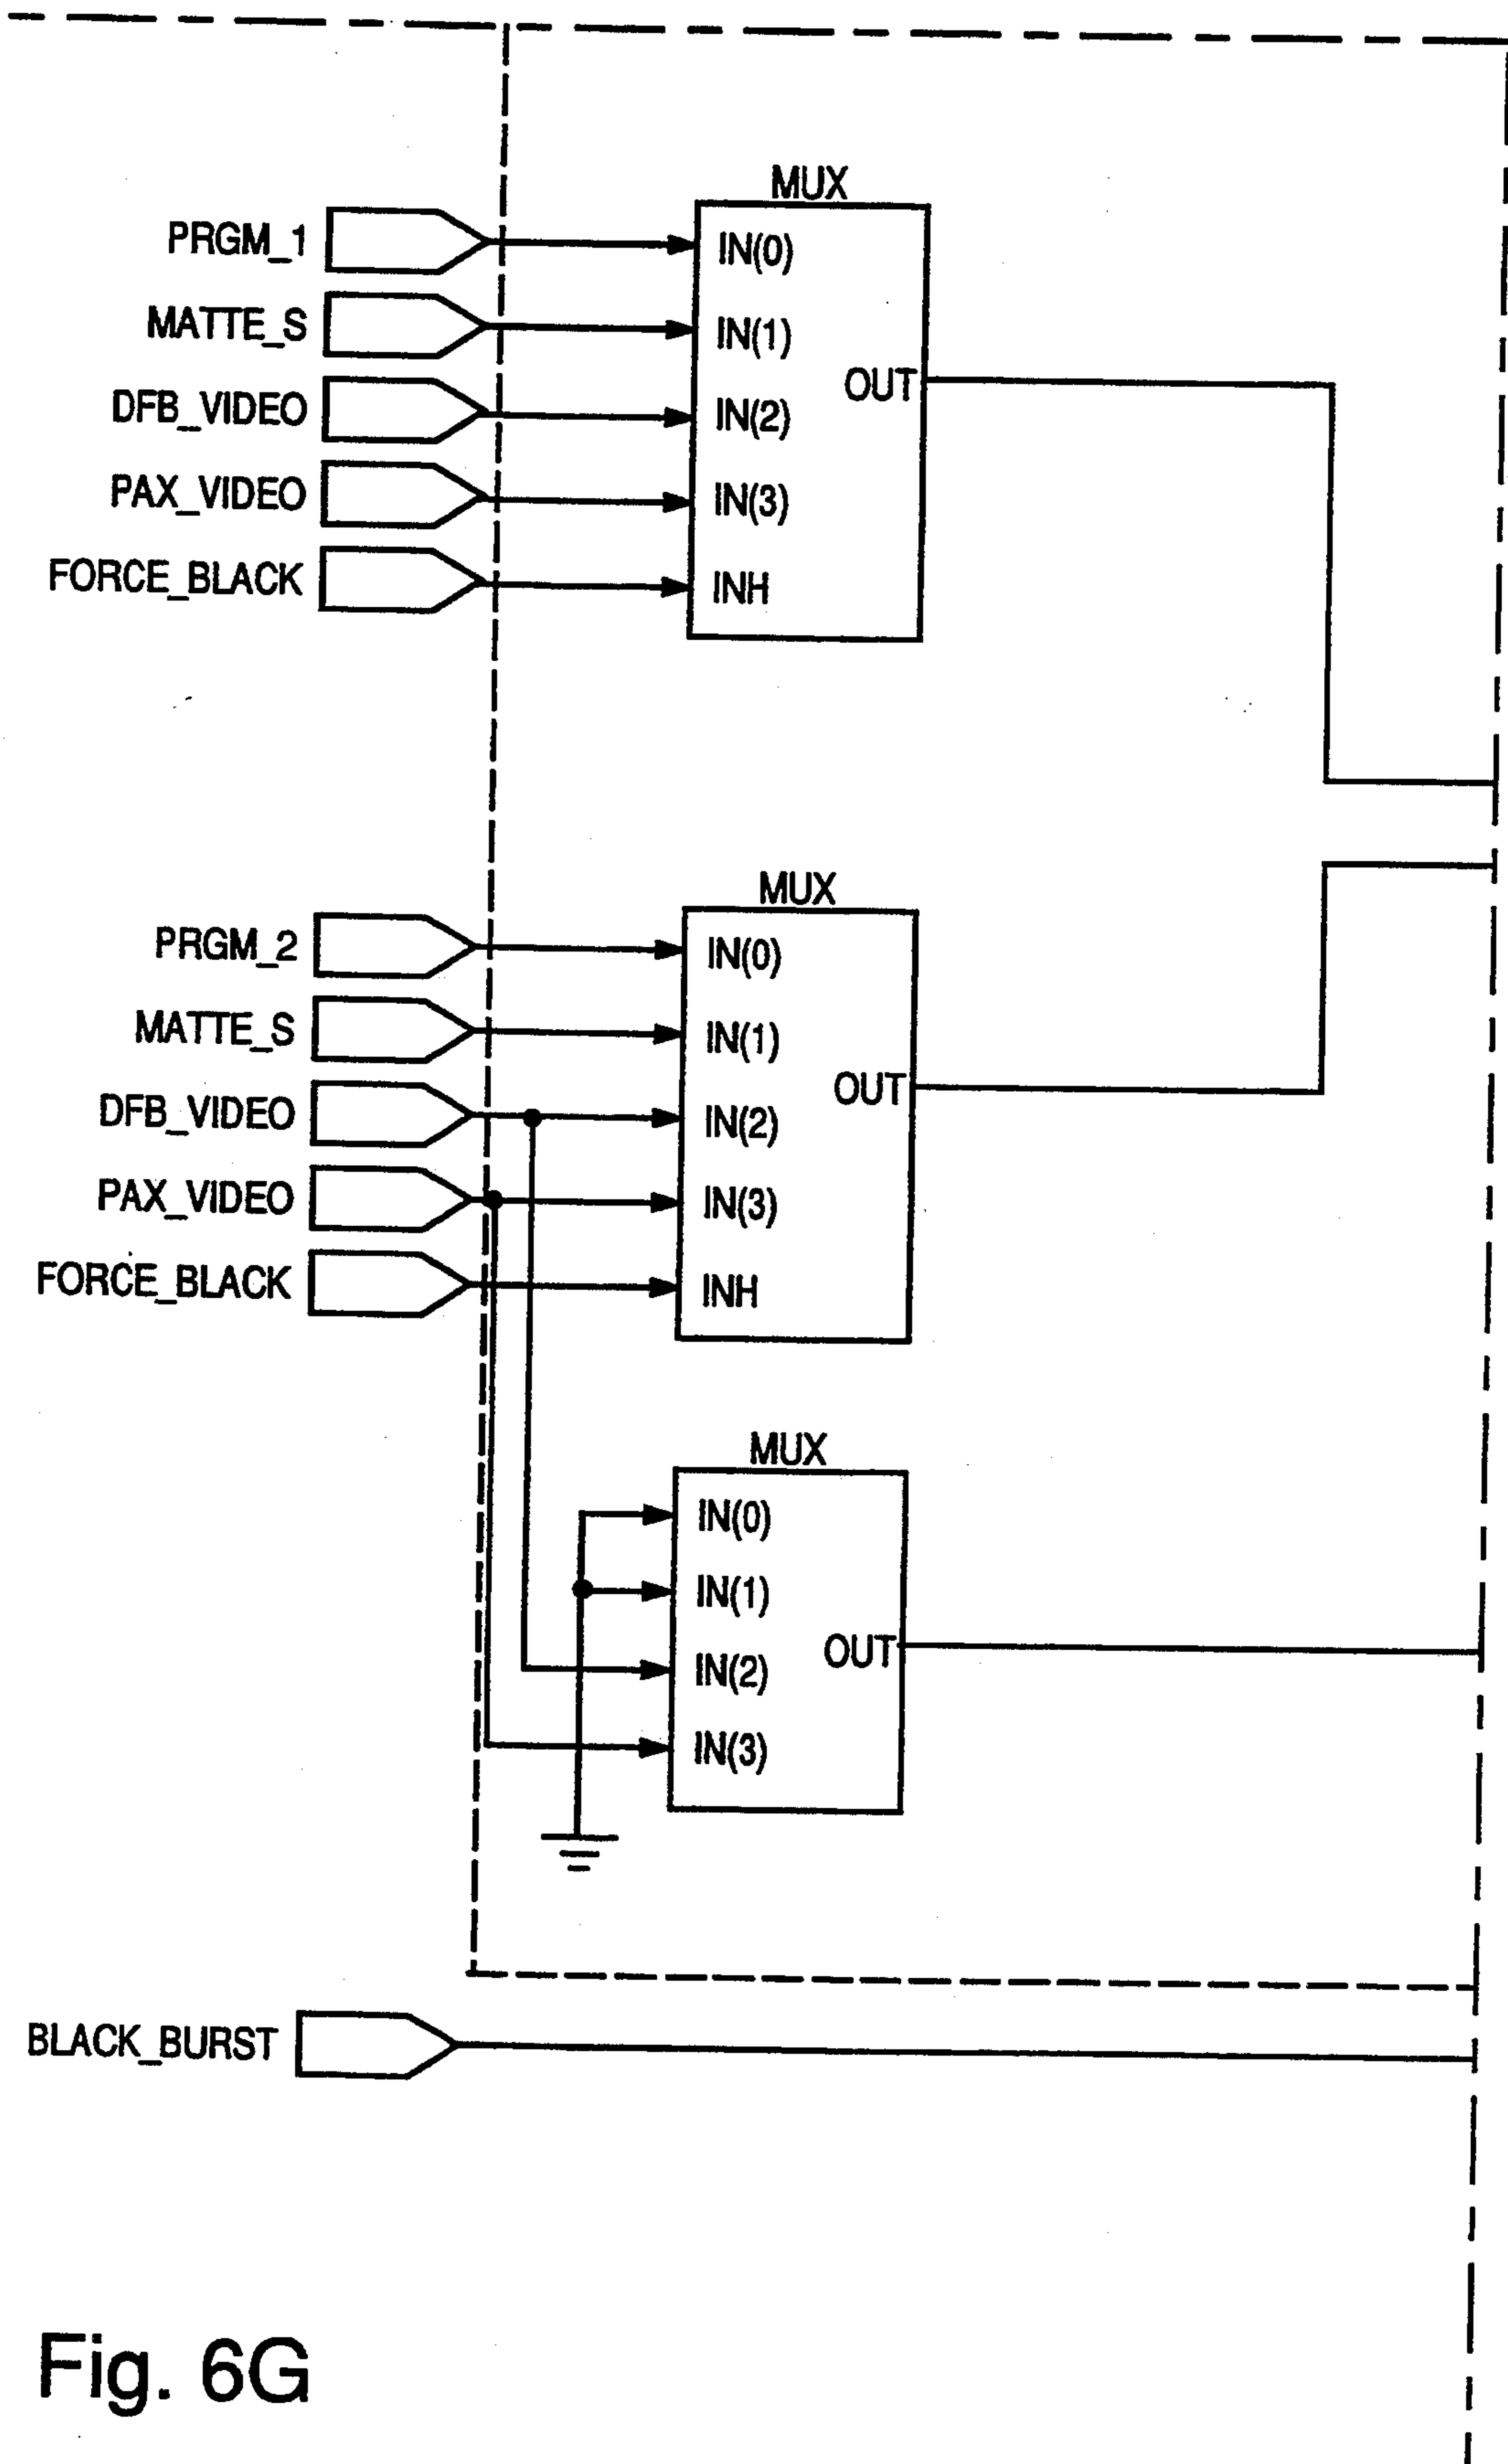 MUX
PRGM_1
IN(0)
MATTE_S
IN(1)
OUT
DFB_VIDEO
IN(2)
PAX_VIDEO
IN(3)
FORCE_BLACK
INH
MUX
PRGM_2
IN(0)
MATTE_S
IN(1)
OUT
DFB_VIDEO
IN(2)
PAX_VIDEO
IN(3)
FORCE_BLACK
INH
MUX
IN(0)
IN(1)
OUT
IN(2)
IN(3)
BLACK_BURST
Fig. 6G